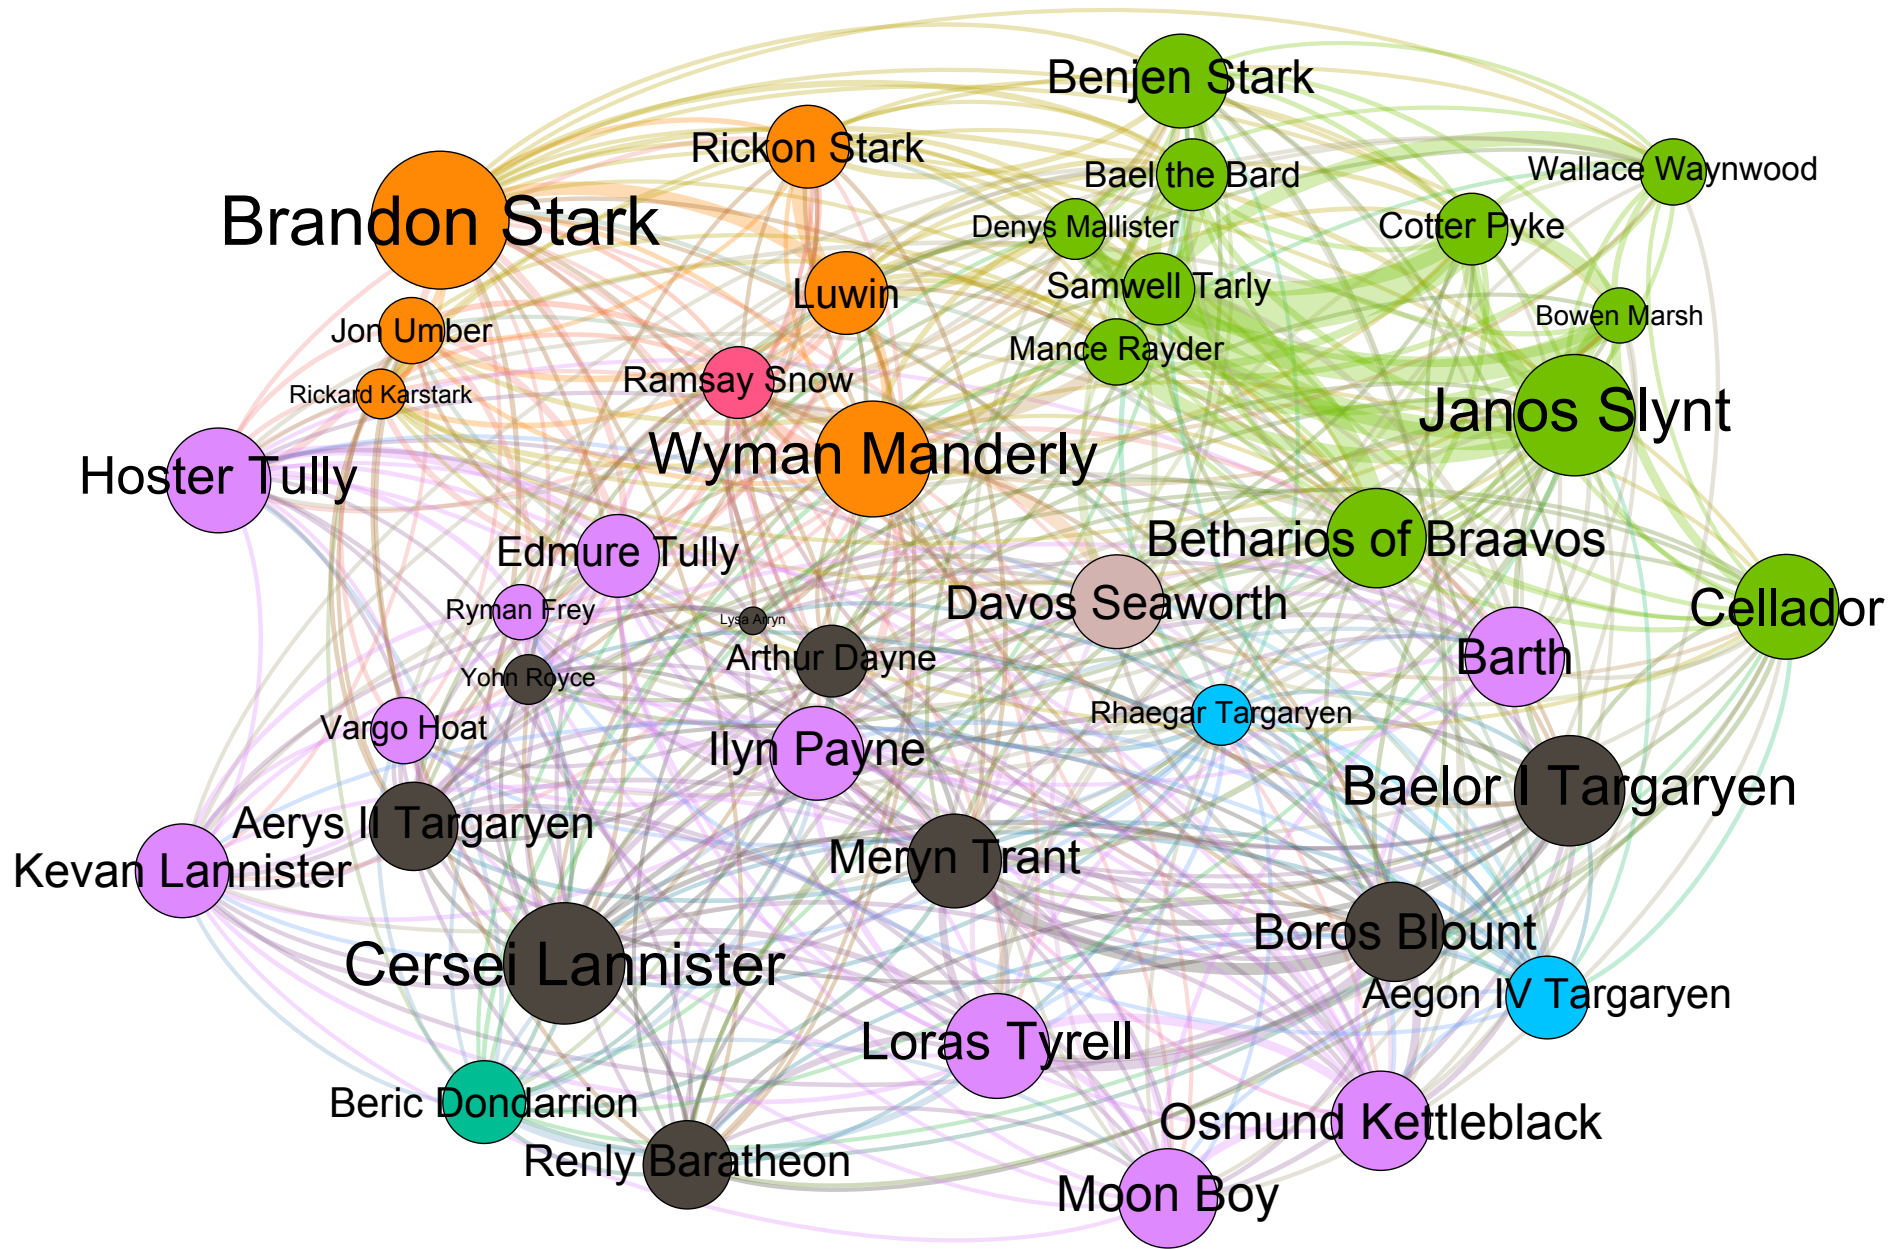 Benjen Stark
Rickon Stark
Bael the Bard
Wallace Waynwood
Brandon Stark
Denys Mallister
Cotter Pyke
Luwin
Samwell Tarly
Jon Umber
Bowen Marsh
Mance Rayder
Ramsay Snow
Rickard Karstark
Janos Slynt
Wyman Manderly
Hoster Tully
Edmure Tully
Betharios of Braavos
Ryman Frey
Davos Seaworth
Cellador
Lysa Arryn
Arthur Dayne
Barth
Yohn Royce
Rhaegar Targaryen
Vargo Hoat
Ilyn Payne
Baelor I Targaryen
Aerys II Targaryen
Meryn Trant
Kevan Lannister
Boros Blount
Cersei Lannister
Aegon IV Targaryen
Loras Tyrell
Beric Dondarrion
Osmund Kettleblack
Renly Baratheon
Moon Boy